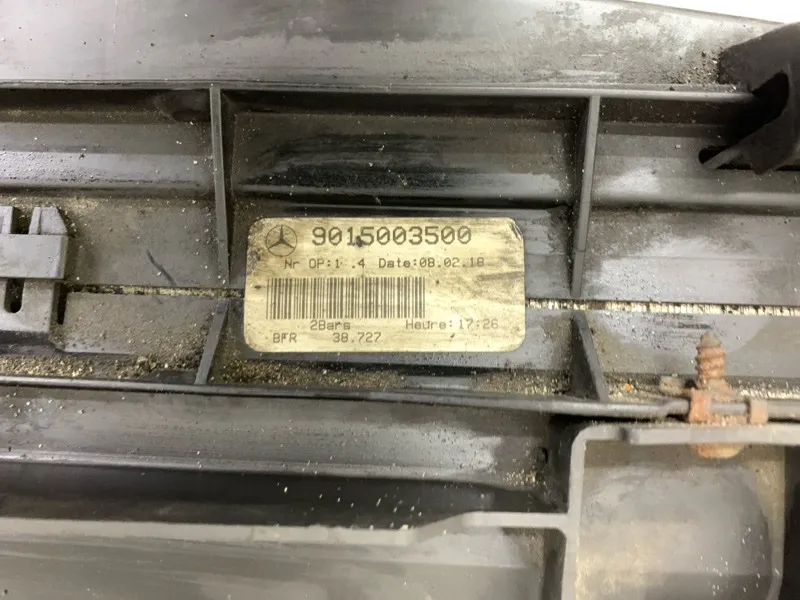 9015003500
Nr OP:1 .4 Date:08.02.18
2Bars Heure:17:26
BFR 38.727